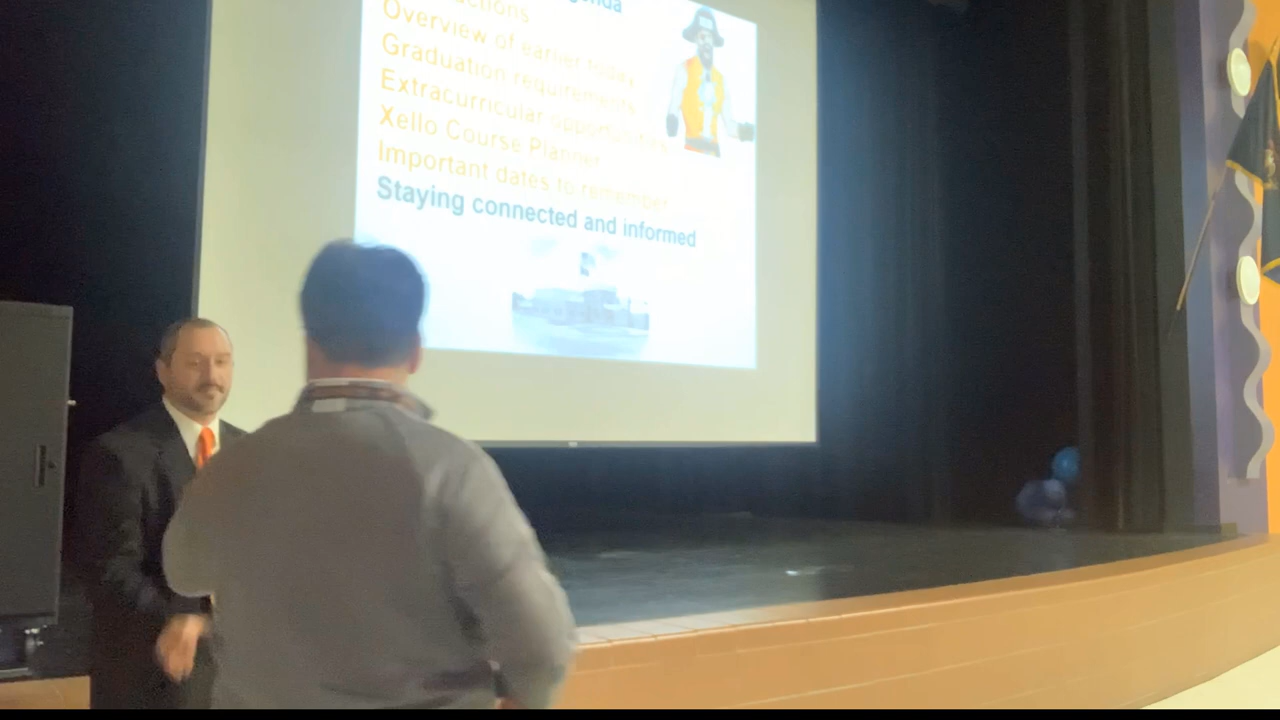 Overview of earlier today
Graduation requirements
Extracurricular opportunities
Xello Course Planner
Important dates to remember
Staying connected and informed